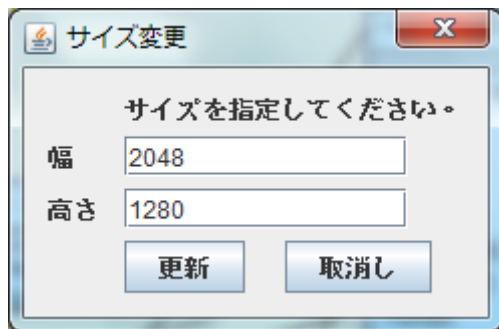 サイズ変更
サイズを指定してください。
幅 2048
高さ 1280
更新 取消し